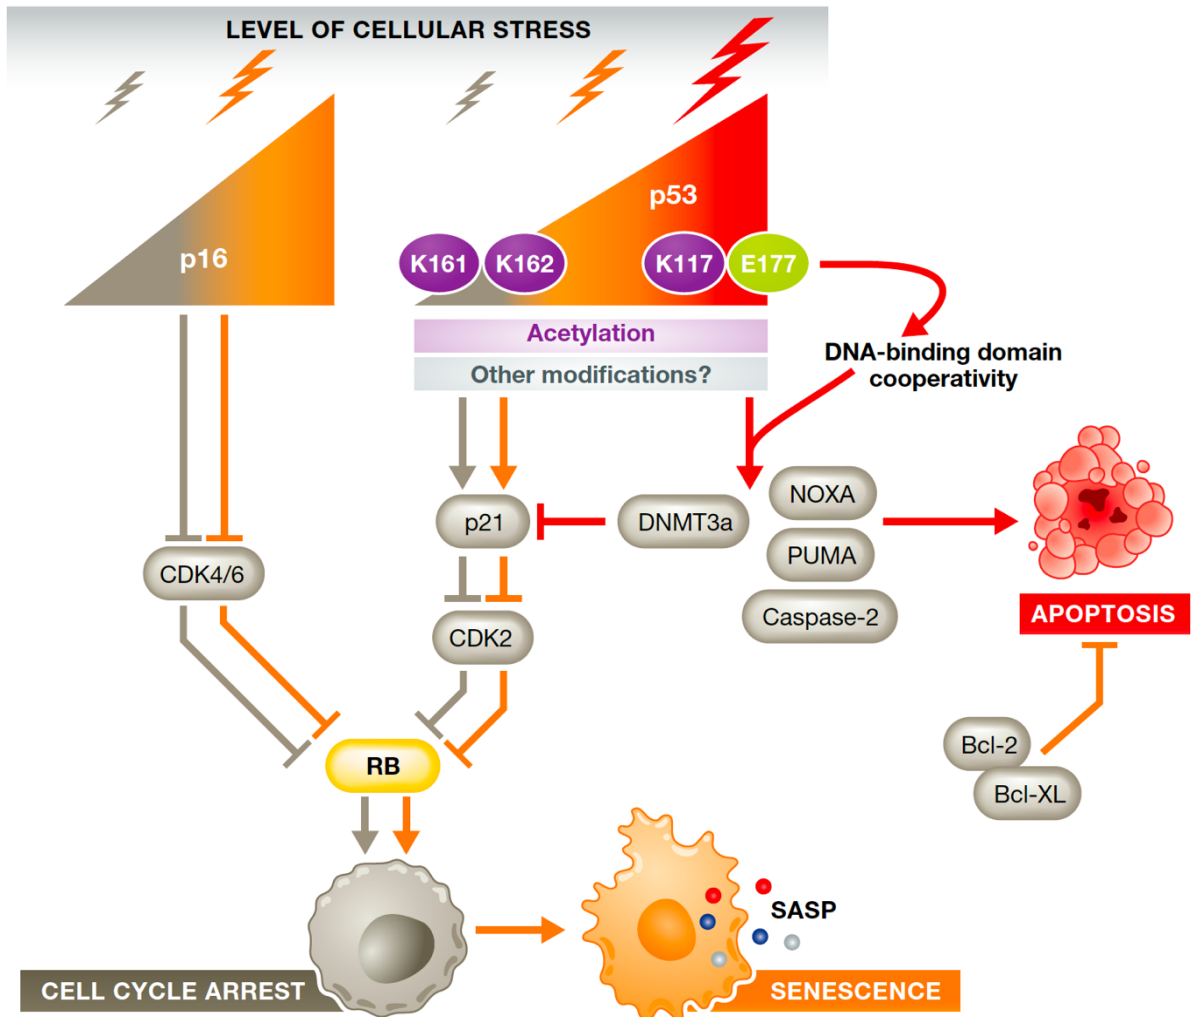 LEVEL OF CELLULAR STRESS
p16
p53
K161
K162
K117
E177
Acetylation
Other modifications?
DNA-binding domain
cooperativity
p21
DNMT3a
NOXA
PUMA
Caspase-2
CDK4/6
CDK2
APOPTOSIS
RB
Bcl-2
Bcl-XL
SASP
CELL CYCLE ARREST
SENESCENCE